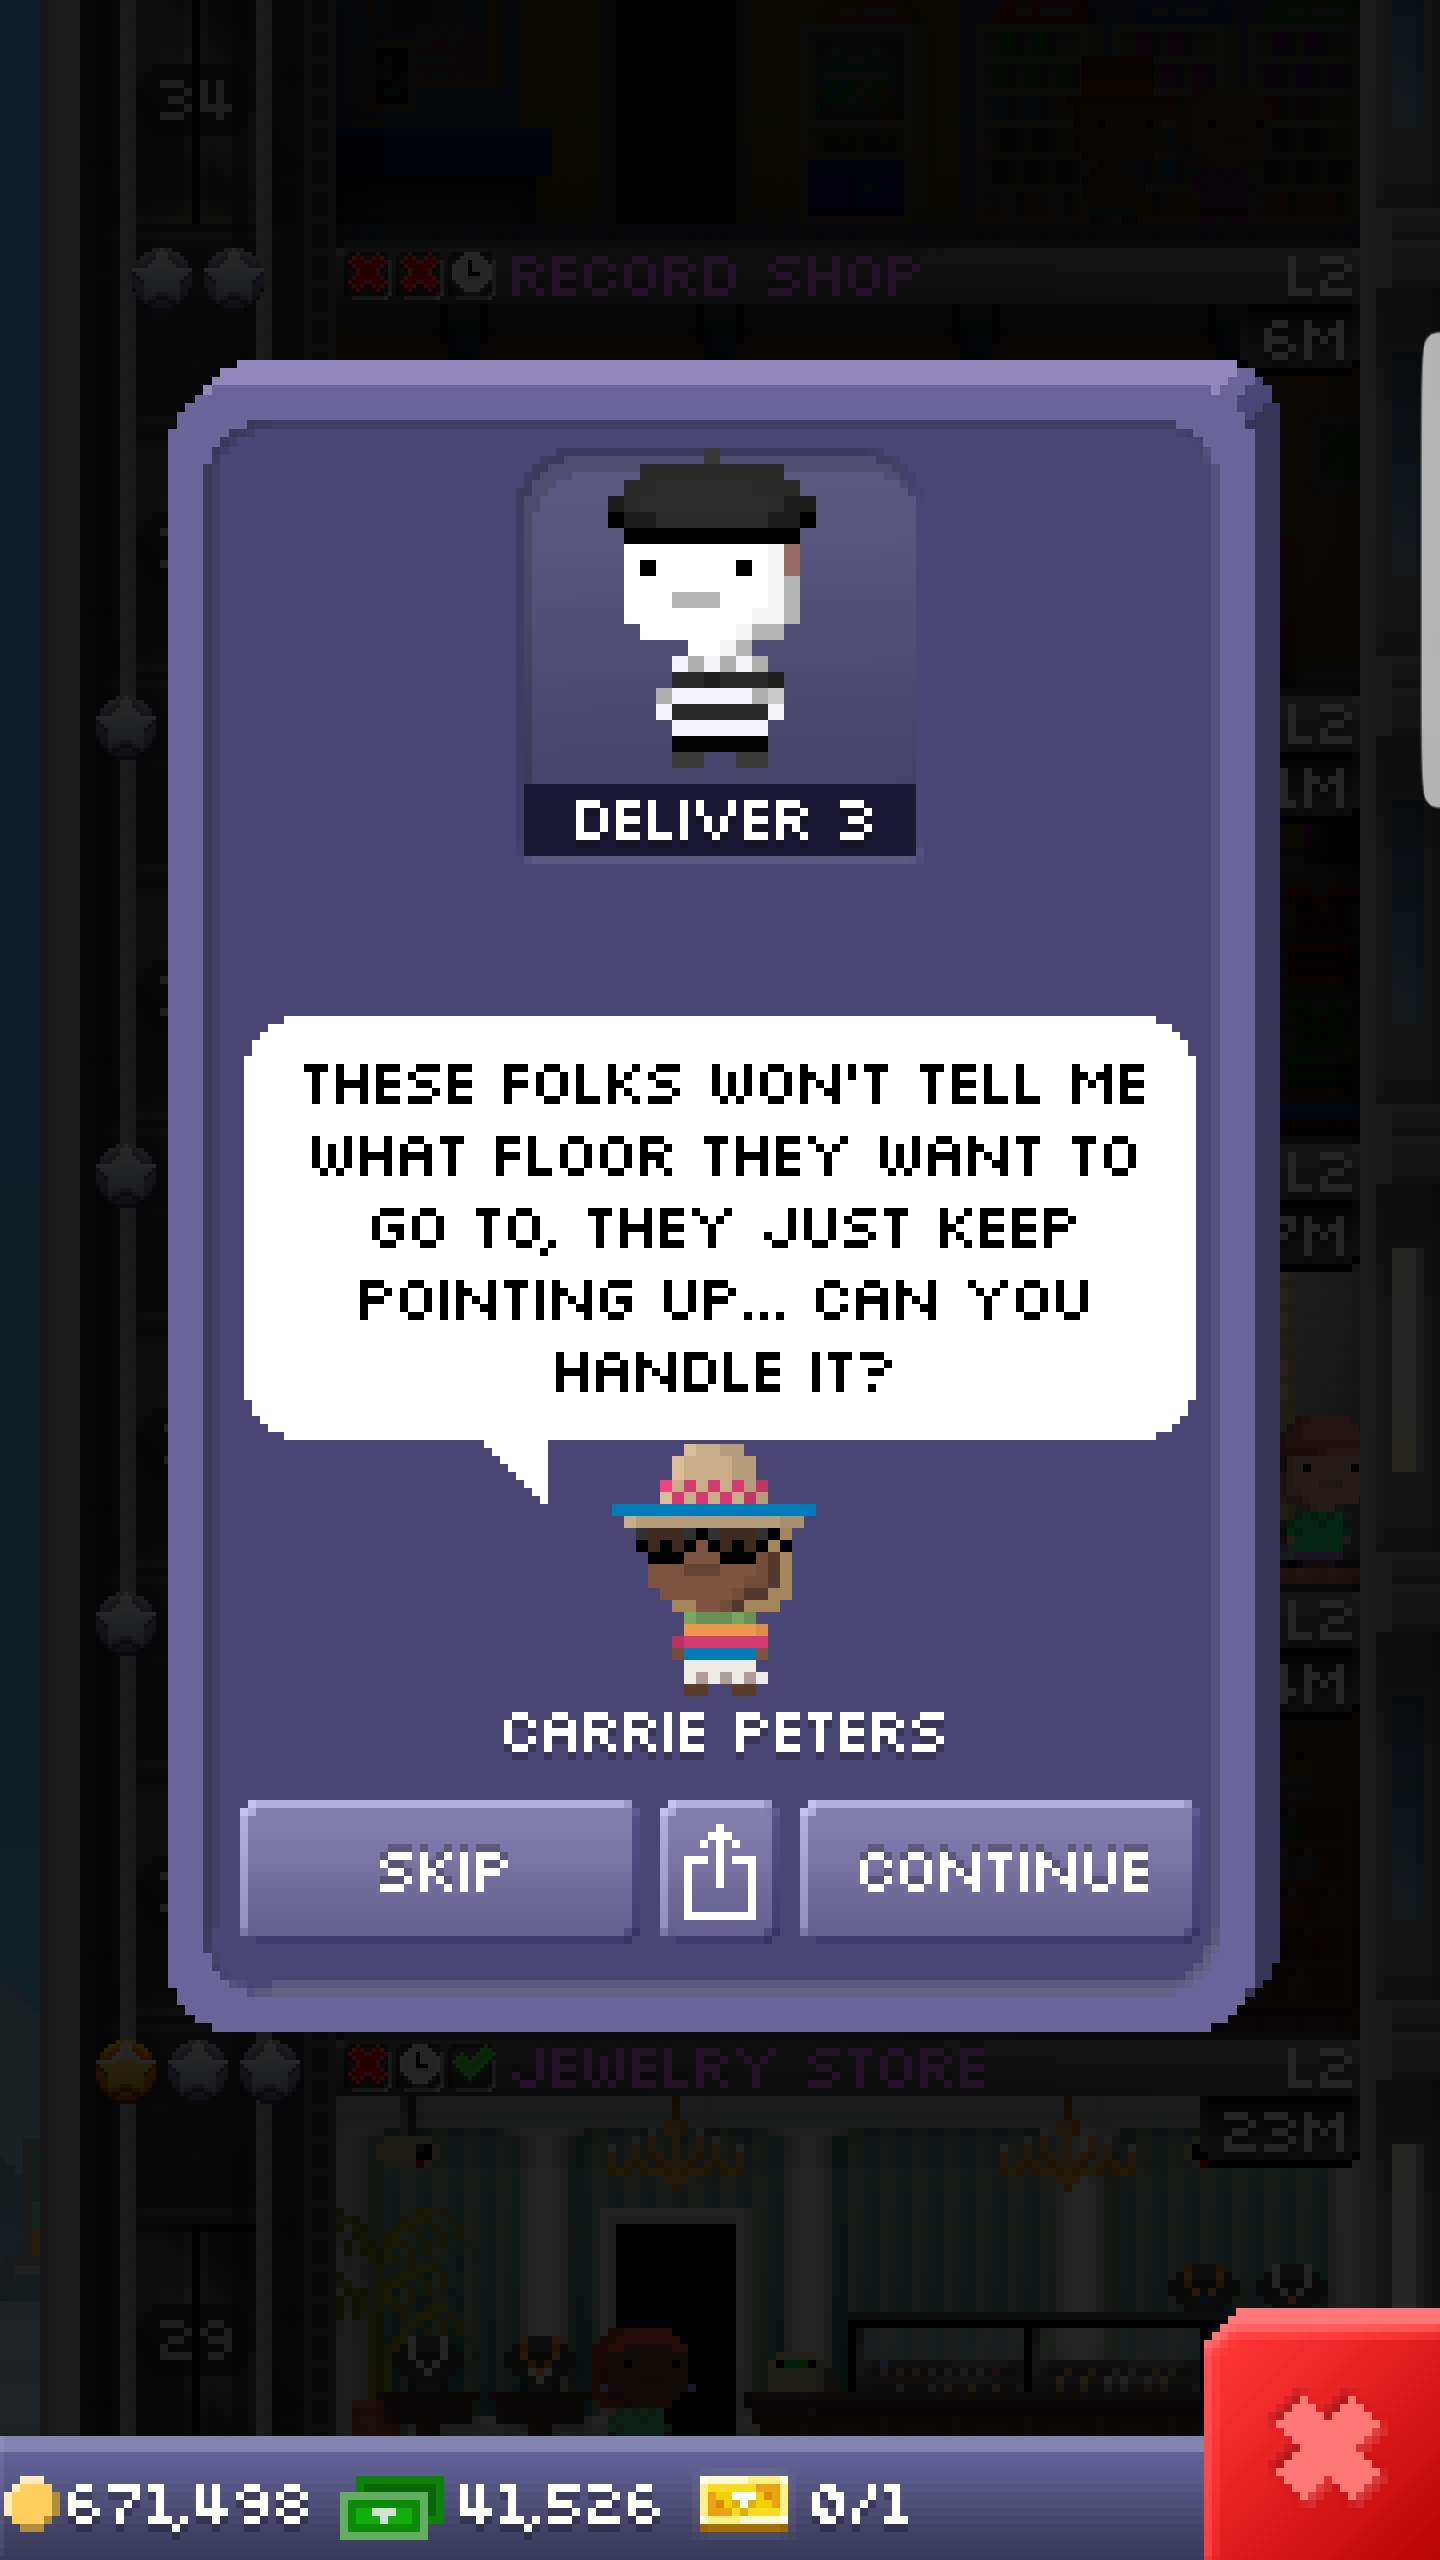 34
RECORD SHOP L2
6M
DELIVER 3
L2
1M
THESE FOLKS WON'T TELL ME
WHAT FLOOR THEY WANT TO
GO TO, THEY JUST KEEP
POINTING UP... CAN YOU
HANDLE IT?
L2
PM
L2
M
CARRIE PETERS
SKIP
CONTINUE
JEWELRY STORE L2
23M
29
671,498 41,526 0/1